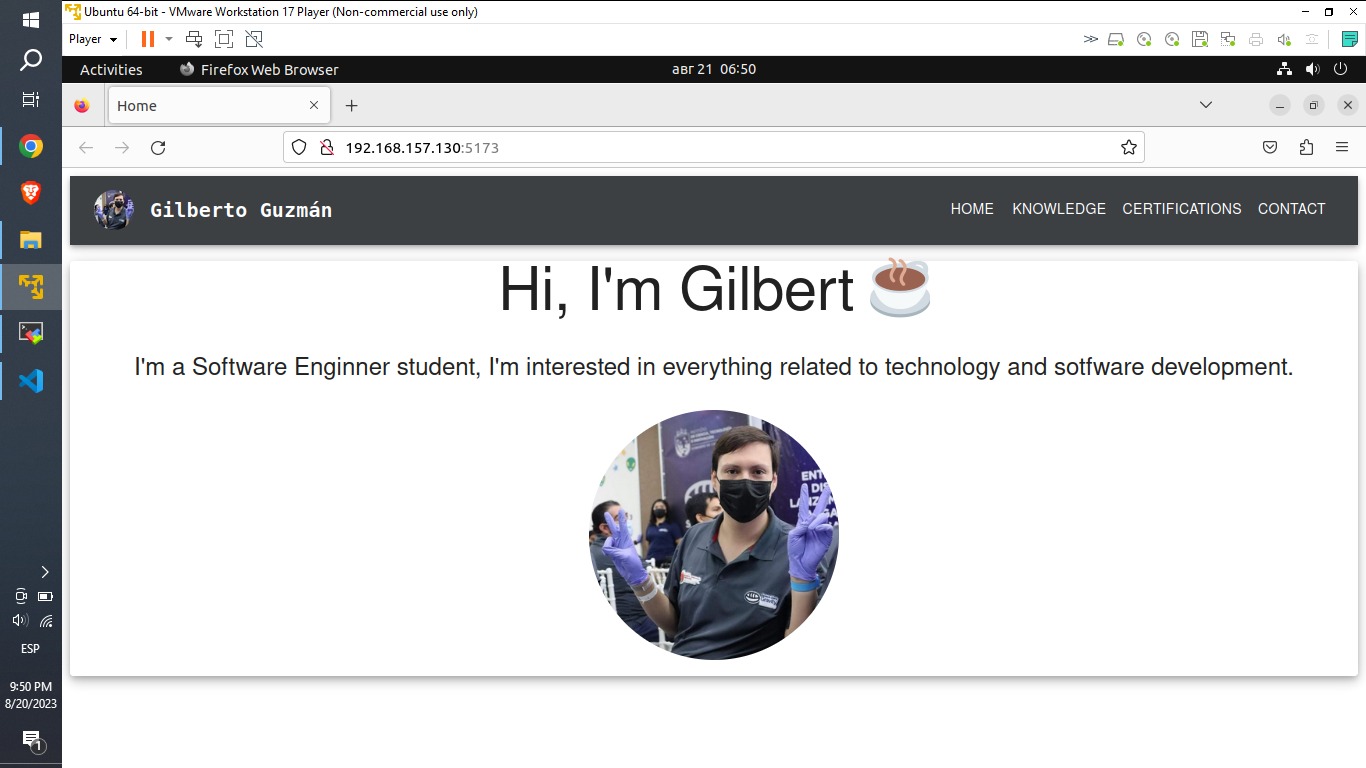 Ubuntu 64-bit - VMware Workstation 17 Player (Non-commercial use only)
Player
Activities
Firefox Web Browser
авг 21 06:50
Home
192.168.157.130:5173
Gilberto Guzmán
HOME KNOWLEDGE CERTIFICATIONS CONTACT
Hi, I'm Gilbert
I'm a Software Enginner student, I'm interested in everything related to technology and sotfware development.
ESP
9:50 PM
8/20/2023
1